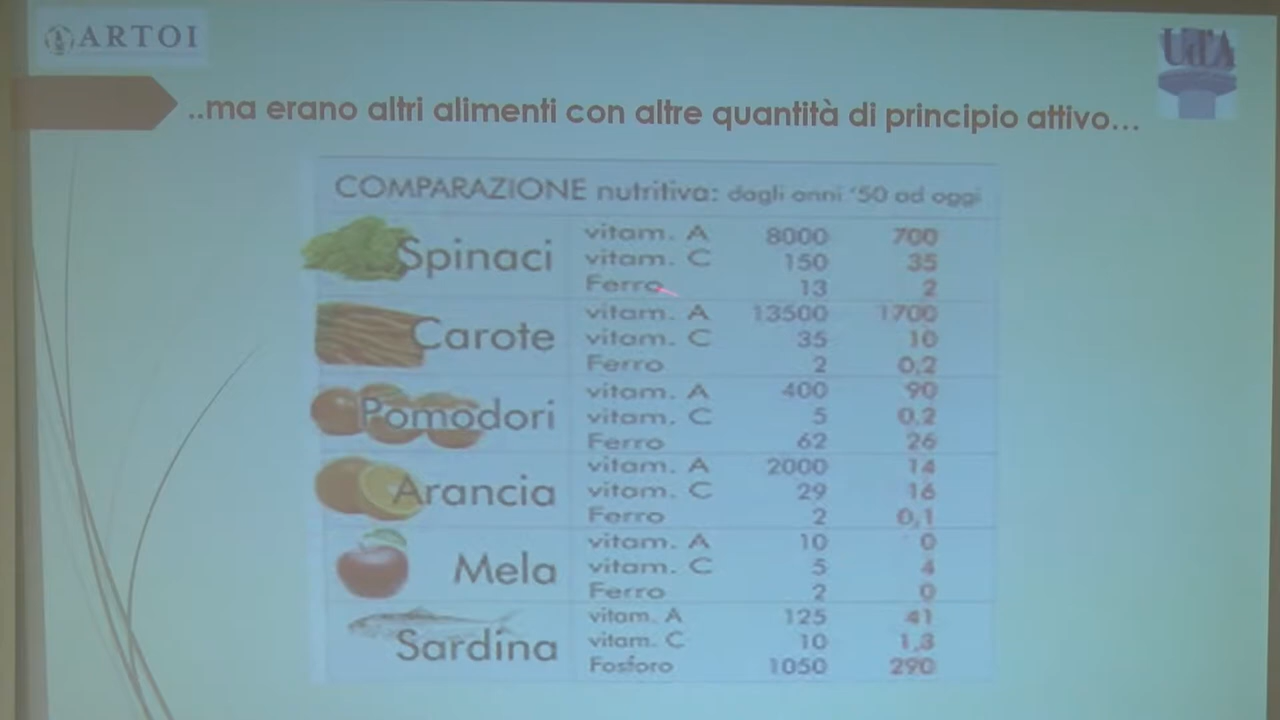 ARTOI
UdA
..ma erano altri alimenti con altre quantità di principio attivo...
COMPARAZIONE nutritiva: dagli anni '50 ad oggi
Spinaci
vitam. A 8000 700
vitam. C 150 35
Ferro 13 2
Carote
vitam. A 13500 1700
vitam. C 35 10
Ferro 2 0,2
Pomodori
vitam. A 400 90
vitam. C 5 0,2
Ferro 62 26
Arancia
vitam. A 2000 14
vitam. C 29 16
Ferro 2 0,1
Mela
vitam. A 10 0
vitam. C 5 4
Ferro 2 0
Sardina
vitam. A 125 41
vitam. C 10 1,3
Fosforo 1050 290